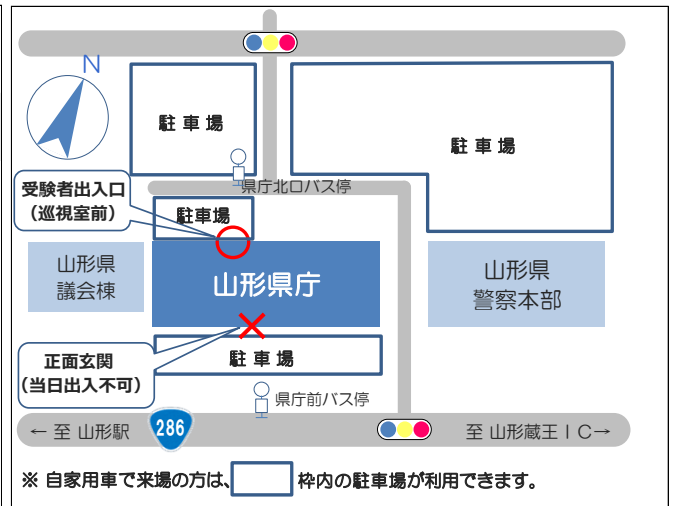 N
駐車場
駐車場
県庁北口バス停
受験者出入口
(巡視室前)
駐車場
山形県
議会棟
山形県庁
山形県
警察本部
正面玄関
(当日出入不可)
駐車場
県庁前バス停
← 至 山形駅
286
至 山形蔵王IC→
※ 自家用車で来場の方は、 枠内の駐車場が利用できます。